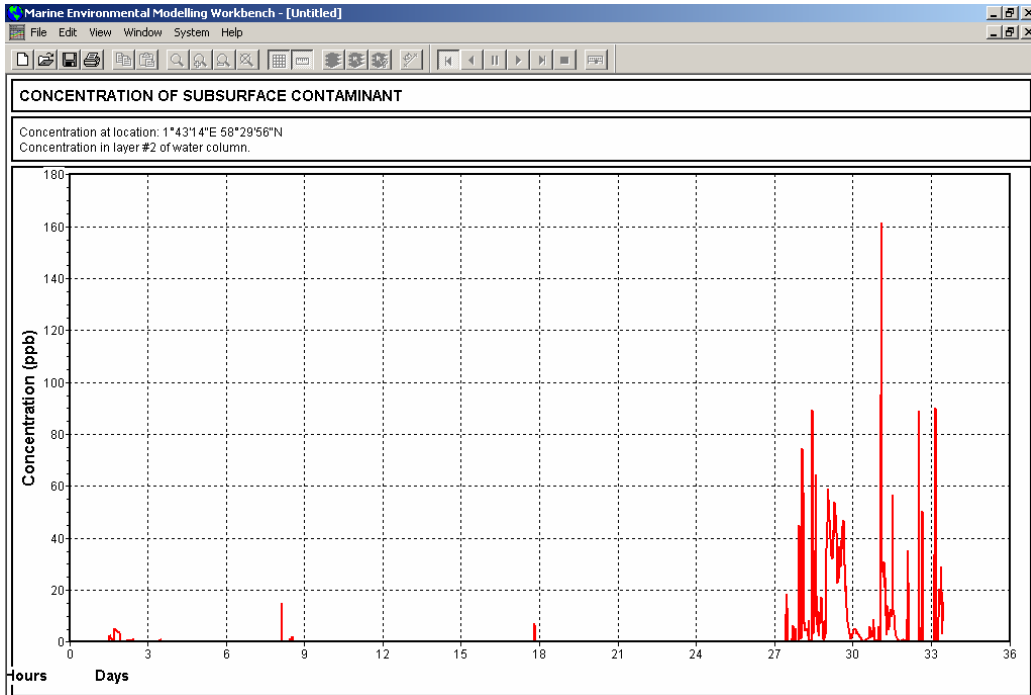 Marine Environmental Modelling Workbench - [Untitled]
File Edit View Window System Help
CONCENTRATION OF SUBSURFACE CONTAMINANT
Concentration at location: 1°43'14"E 58°29'56"N
Concentration in layer #2 of water column.
Concentration (ppb)
180
160
140
120
100
80
60
40
20
0
0 3 6 9 12 15 18 21 24 27 30 33 36
Hours Days